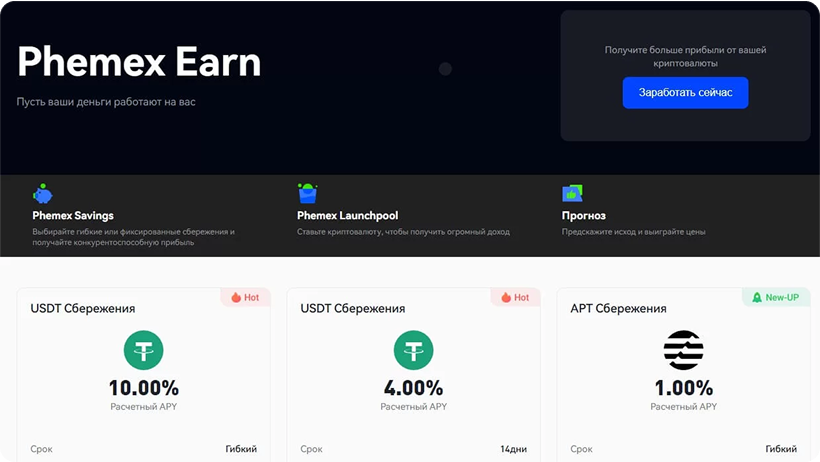 Phemex Earn
Пусть ваши деньги работают на вас
Получите больше прибыли от вашей
криптовалюты
Заработать сейчас
Phemex Savings
Выбирайте гибкие или фиксированные сбережения и
получайте конкурентоспособную прибыль
Phemex Launchpool
Ставьте криптовалюту, чтобы получить огромный доход
Прогноз
Предскажите исход и выиграйте цены
Hot
USDT Сбережения
10.00%
Расчетный APY
Срок
Гибкий
Hot
USDT Сбережения
4.00%
Расчетный APY
Срок
14дни
New-UP
APT Сбережения
1.00%
Расчетный APY
Срок
Гибкий